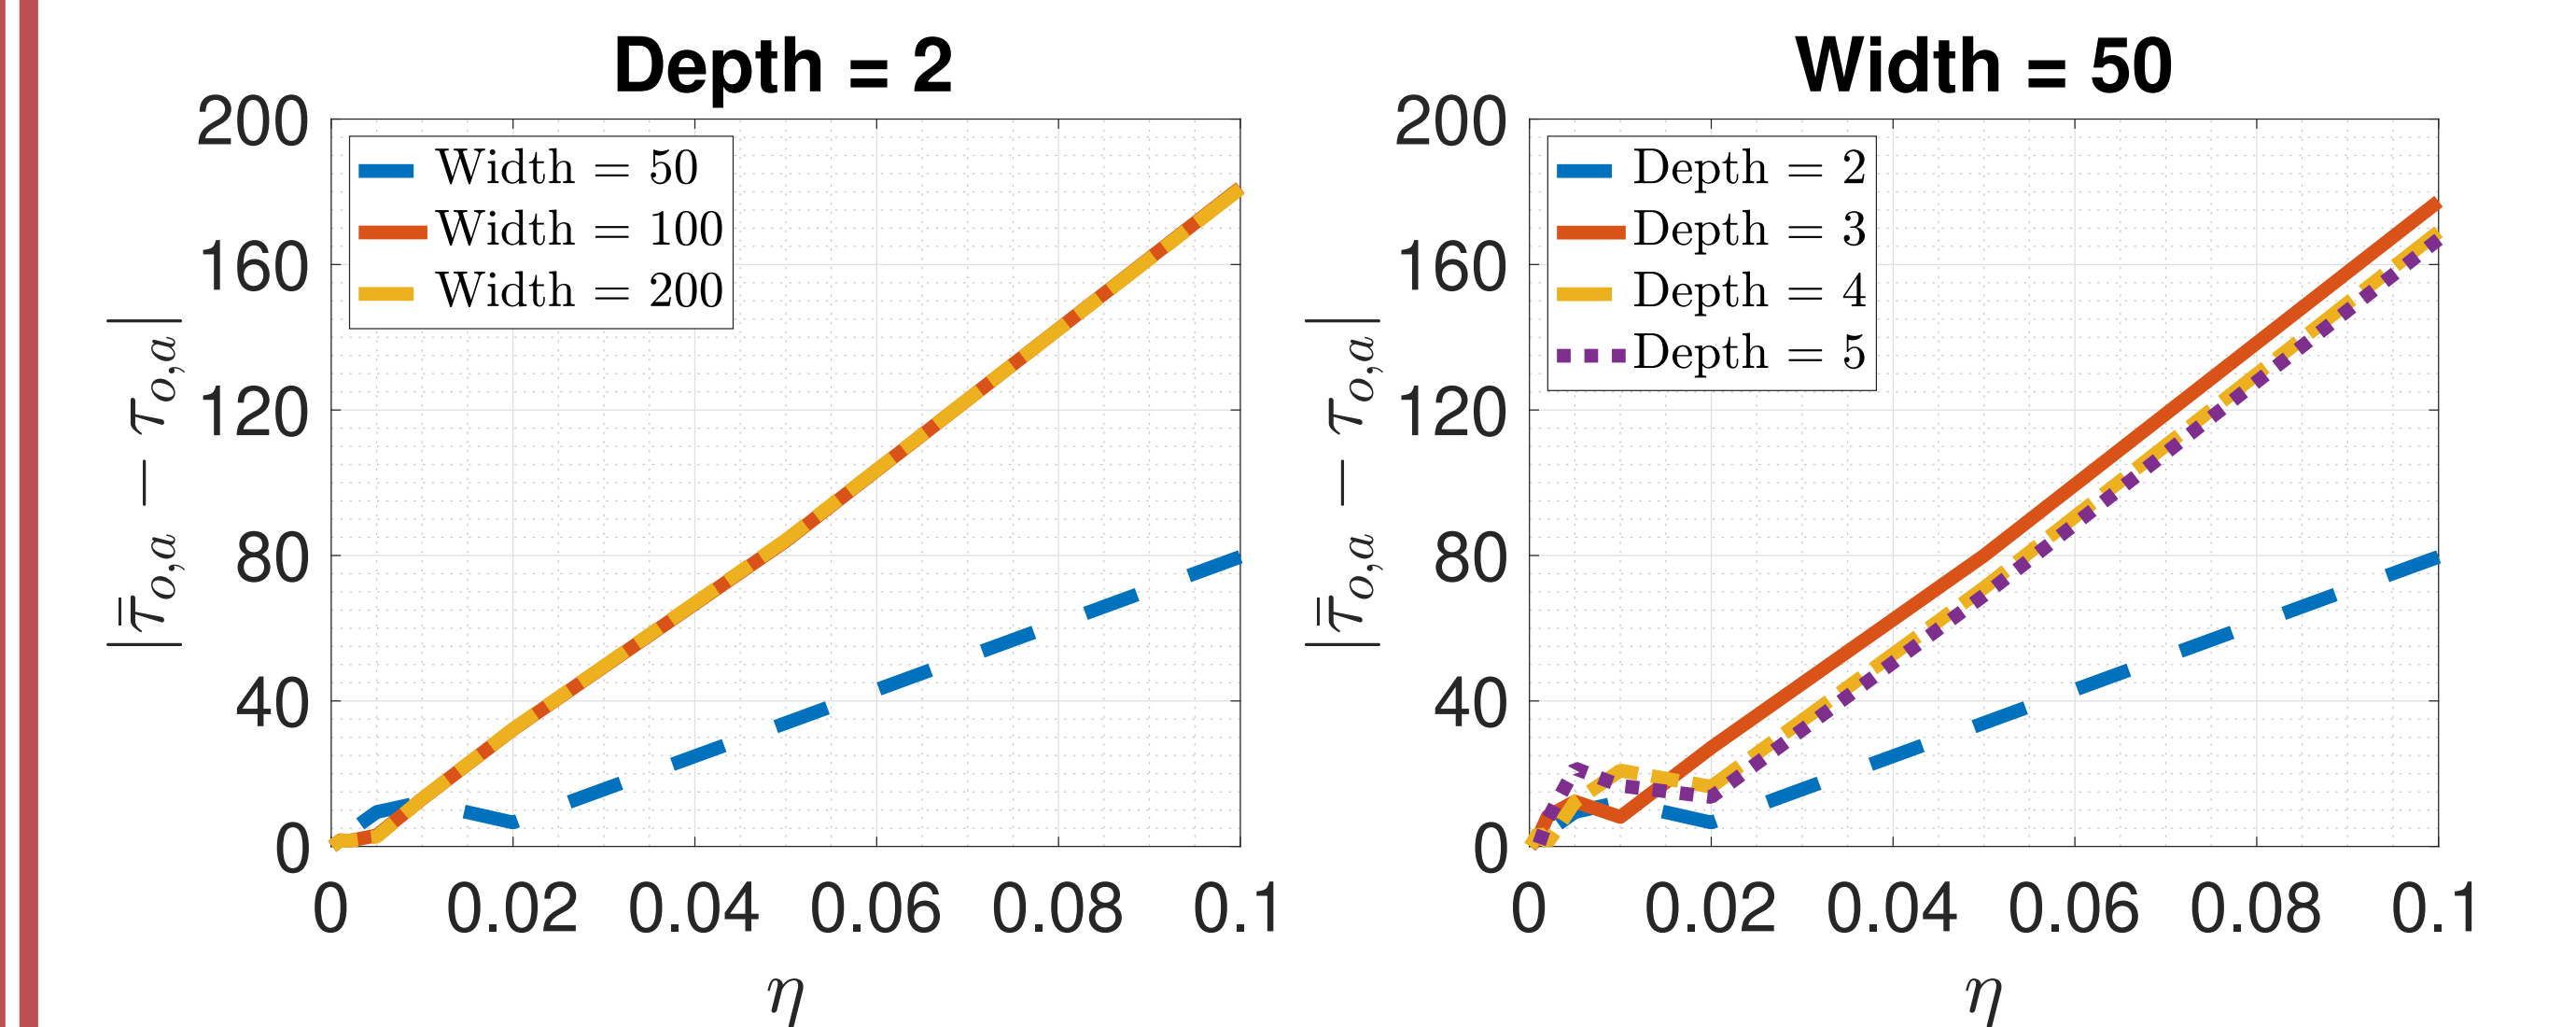 Depth = 2
200
160
120
80
40
0
|τ̿ₒ,ₐ − τₒ,ₐ|
Width = 50
Width = 100
Width = 200
0 0.02 0.04 0.06 0.08 0.1
η
Width = 50
200
160
120
80
40
0
|τ̿ₒ,ₐ − τₒ,ₐ|
Depth = 2
Depth = 3
Depth = 4
Depth = 5
0 0.02 0.04 0.06 0.08 0.1
η